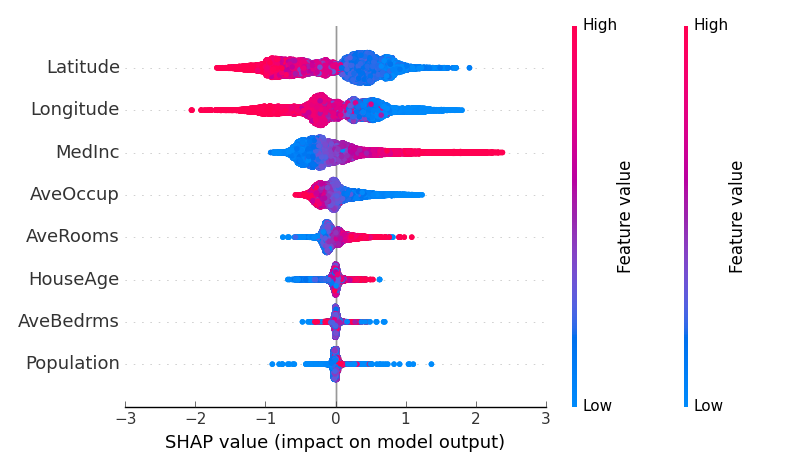 Latitude
Longitude
MedInc
AveOccup
AveRooms
HouseAge
AveBedrms
Population
−3 −2 −1 0 1 2 3
SHAP value (impact on model output)
High
Feature value
Low
High
Feature value
Low